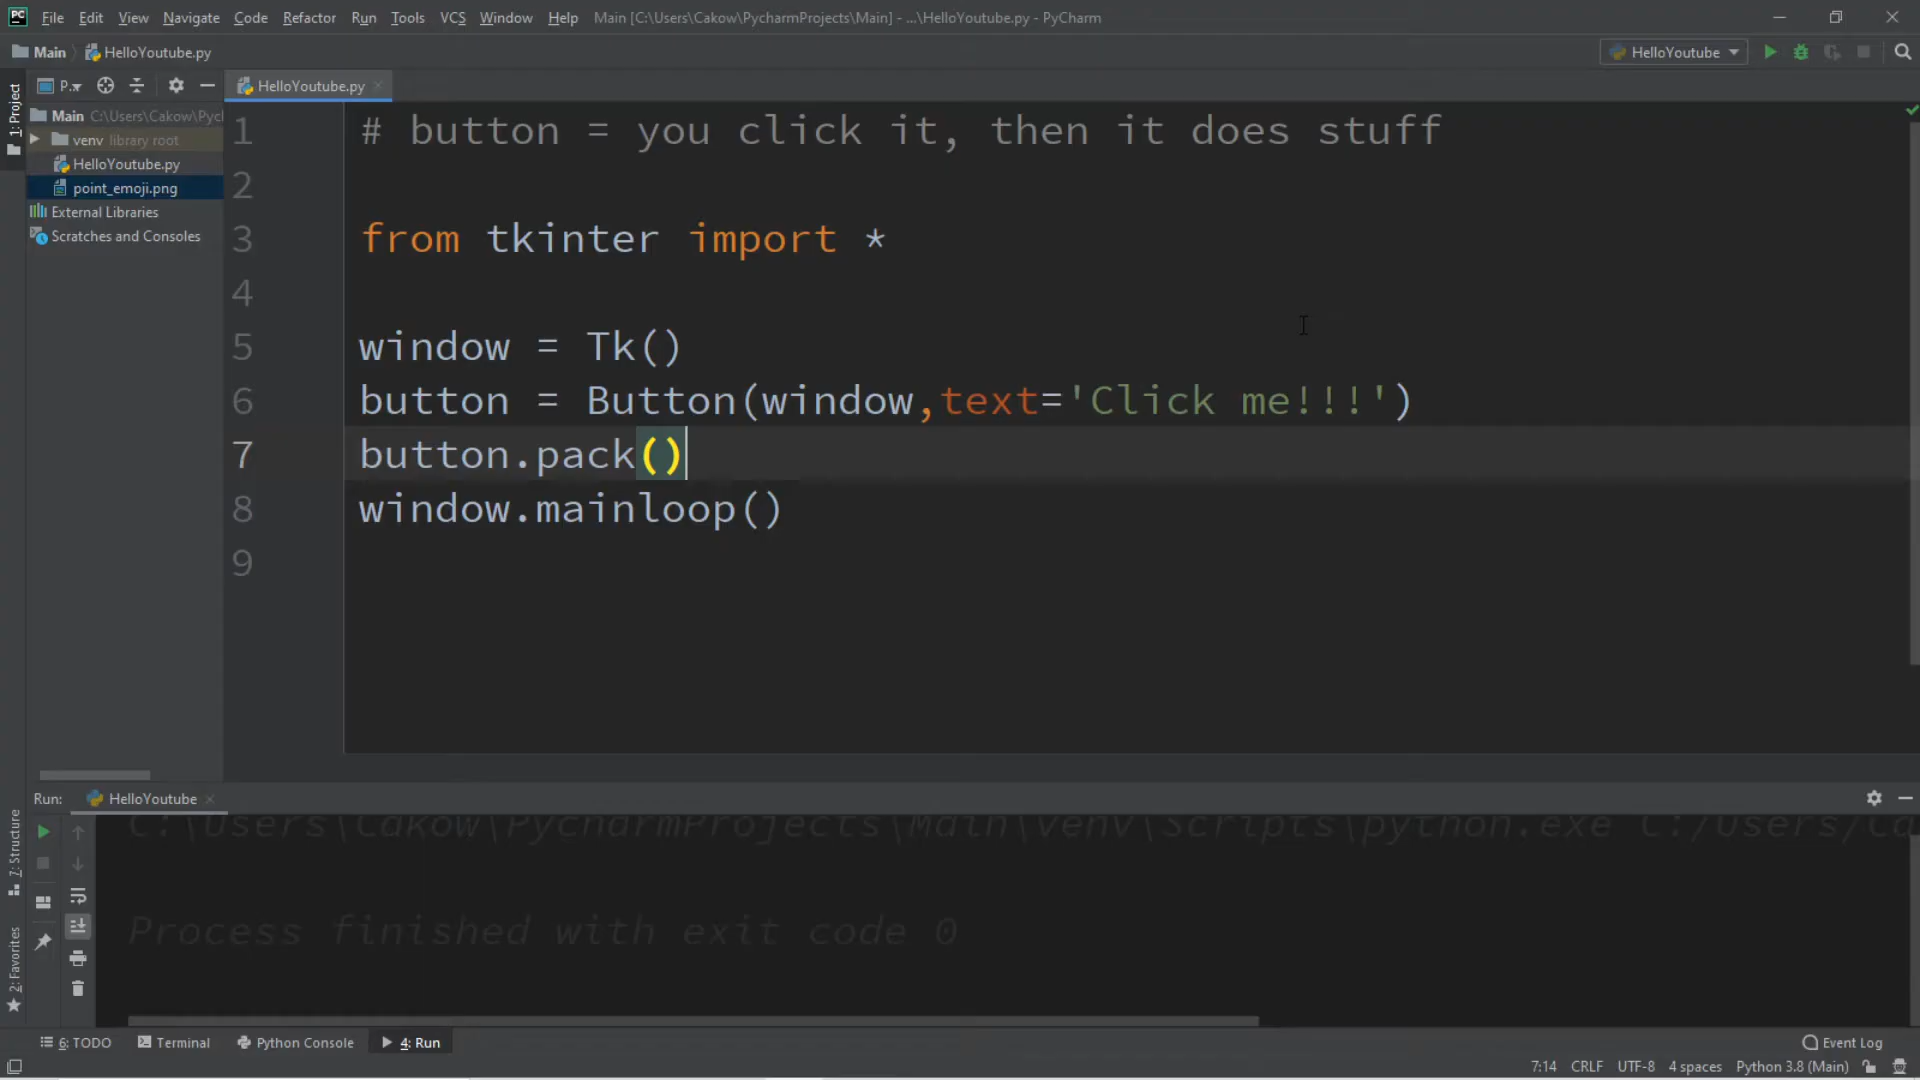 PC File Edit View Navigate Code Refactor Run Tools VCS Window Help Main [C:\Users\Cakow\PycharmProjects\Main] - ...\HelloYoutube.py - PyCharm
Main HelloYoutube.py HelloYoutube
1: Project
P..
HelloYoutube.py
Main C:\Users\Cakow\Pycl
venv library root
HelloYoutube.py
point_emoji.png
External Libraries
Scratches and Consoles
1 # button = you click it, then it does stuff
2
3 from tkinter import *
4
5 window = Tk()
6 button = Button(window,text='Click me!!!')
7 button.pack()
8 window.mainloop()
9
Run: HelloYoutube
7: Structure
2: Favorites
C:\Users\Cakow\PycharmProjects\Main\venv\Scripts\python.exe C:/Users/Ca
Process finished with exit code 0
6: TODO Terminal Python Console 4: Run Event Log
7:14 CRLF UTF-8 4 spaces Python 3.8 (Main)